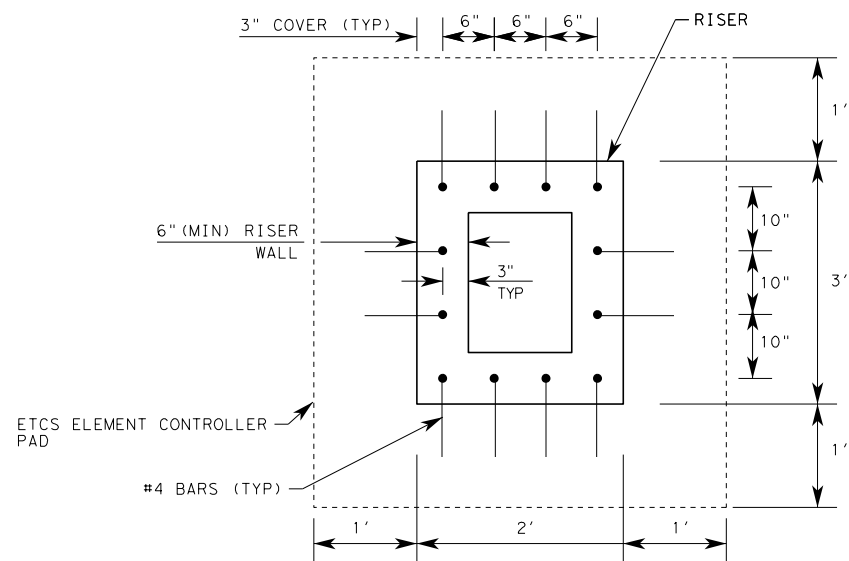 3" COVER (TYP)
6" 6" 6"
RISER
1'
6"(MIN) RISER
WALL
10"
3"
TYP
10"
3'
10"
ETCS ELEMENT CONTROLLER
PAD
1'
#4 BARS (TYP)
1' 2' 1'